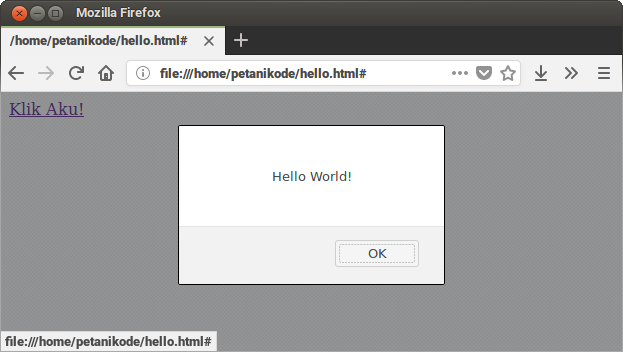 Mozilla Firefox
/home/petanikode/hello.html#
file:///home/petanikode/hello.html#
Klik Aku!
Hello World!
OK
file:///home/petanikode/hello.html#